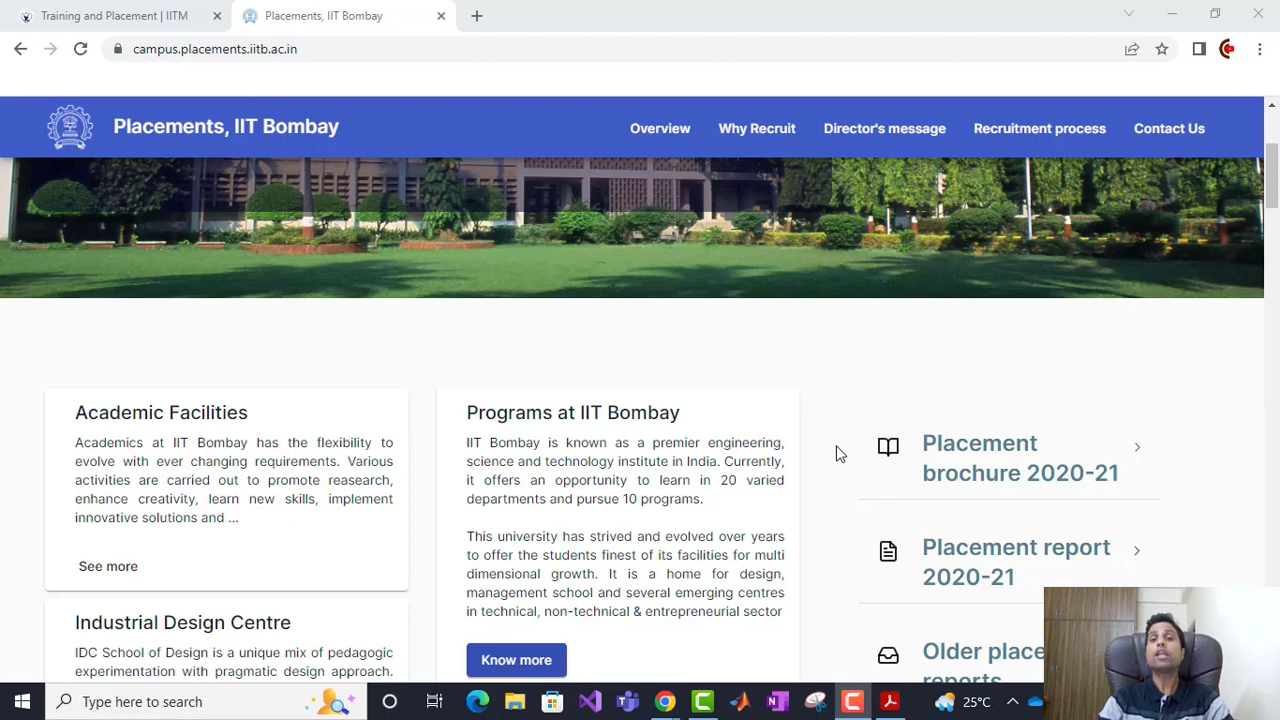 Training and Placement | IITM
Placements, IIT Bombay
campus.placements.iitb.ac.in
Placements, IIT Bombay
Overview
Why Recruit
Director's message
Recruitment process
Contact Us
Academic Facilities
Academics at IIT Bombay has the flexibility to
evolve with ever changing requirements. Various
activities are carried out to promote reasearch,
enhance creativity, learn new skills, implement
innovative solutions and ...
See more
Industrial Design Centre
IDC School of Design is a unique mix of pedagogic
experimentation with pragmatic design approach.
Programs at IIT Bombay
IIT Bombay is known as a premier engineering,
science and technology institute in India. Currently,
it offers an opportunity to learn in 20 varied
departments and pursue 10 programs.
This university has strived and evolved over years
to offer the students finest of its facilities for multi
dimensional growth. It is a home for design,
management school and several emerging centres
in technical, non-technical & entrepreneurial sector
Know more
Placement
brochure 2020-21
Placement report
2020-21
Older place
reports
Type here to search
25°C